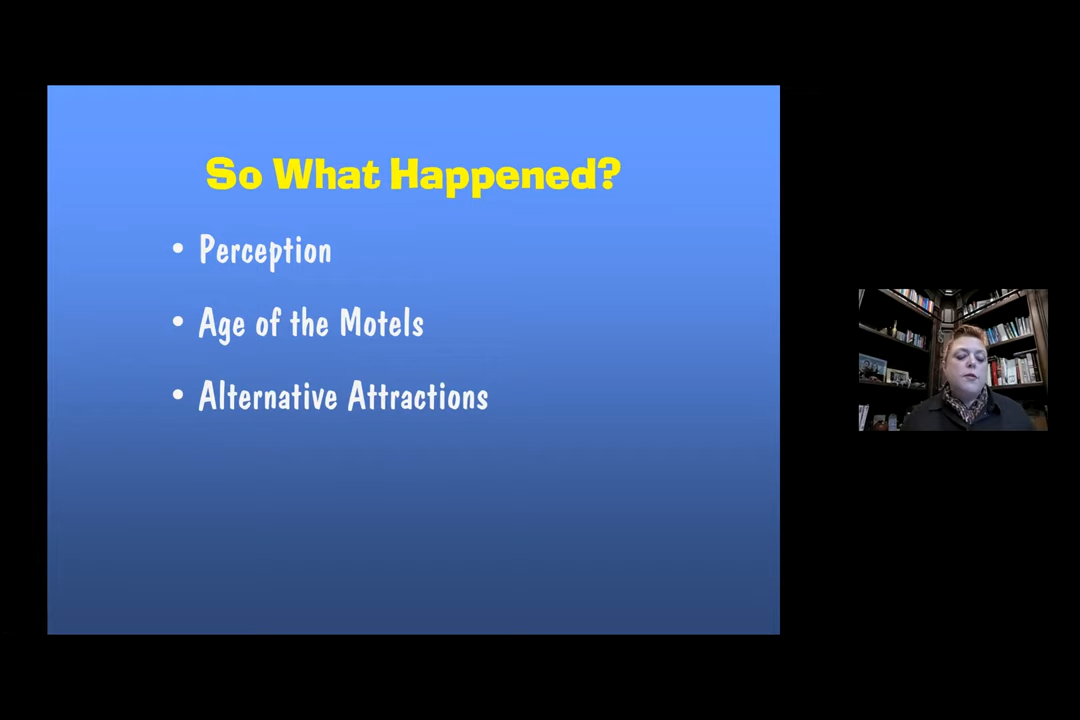 So What Happened?
• Perception
• Age of the Motels
• Alternative Attractions